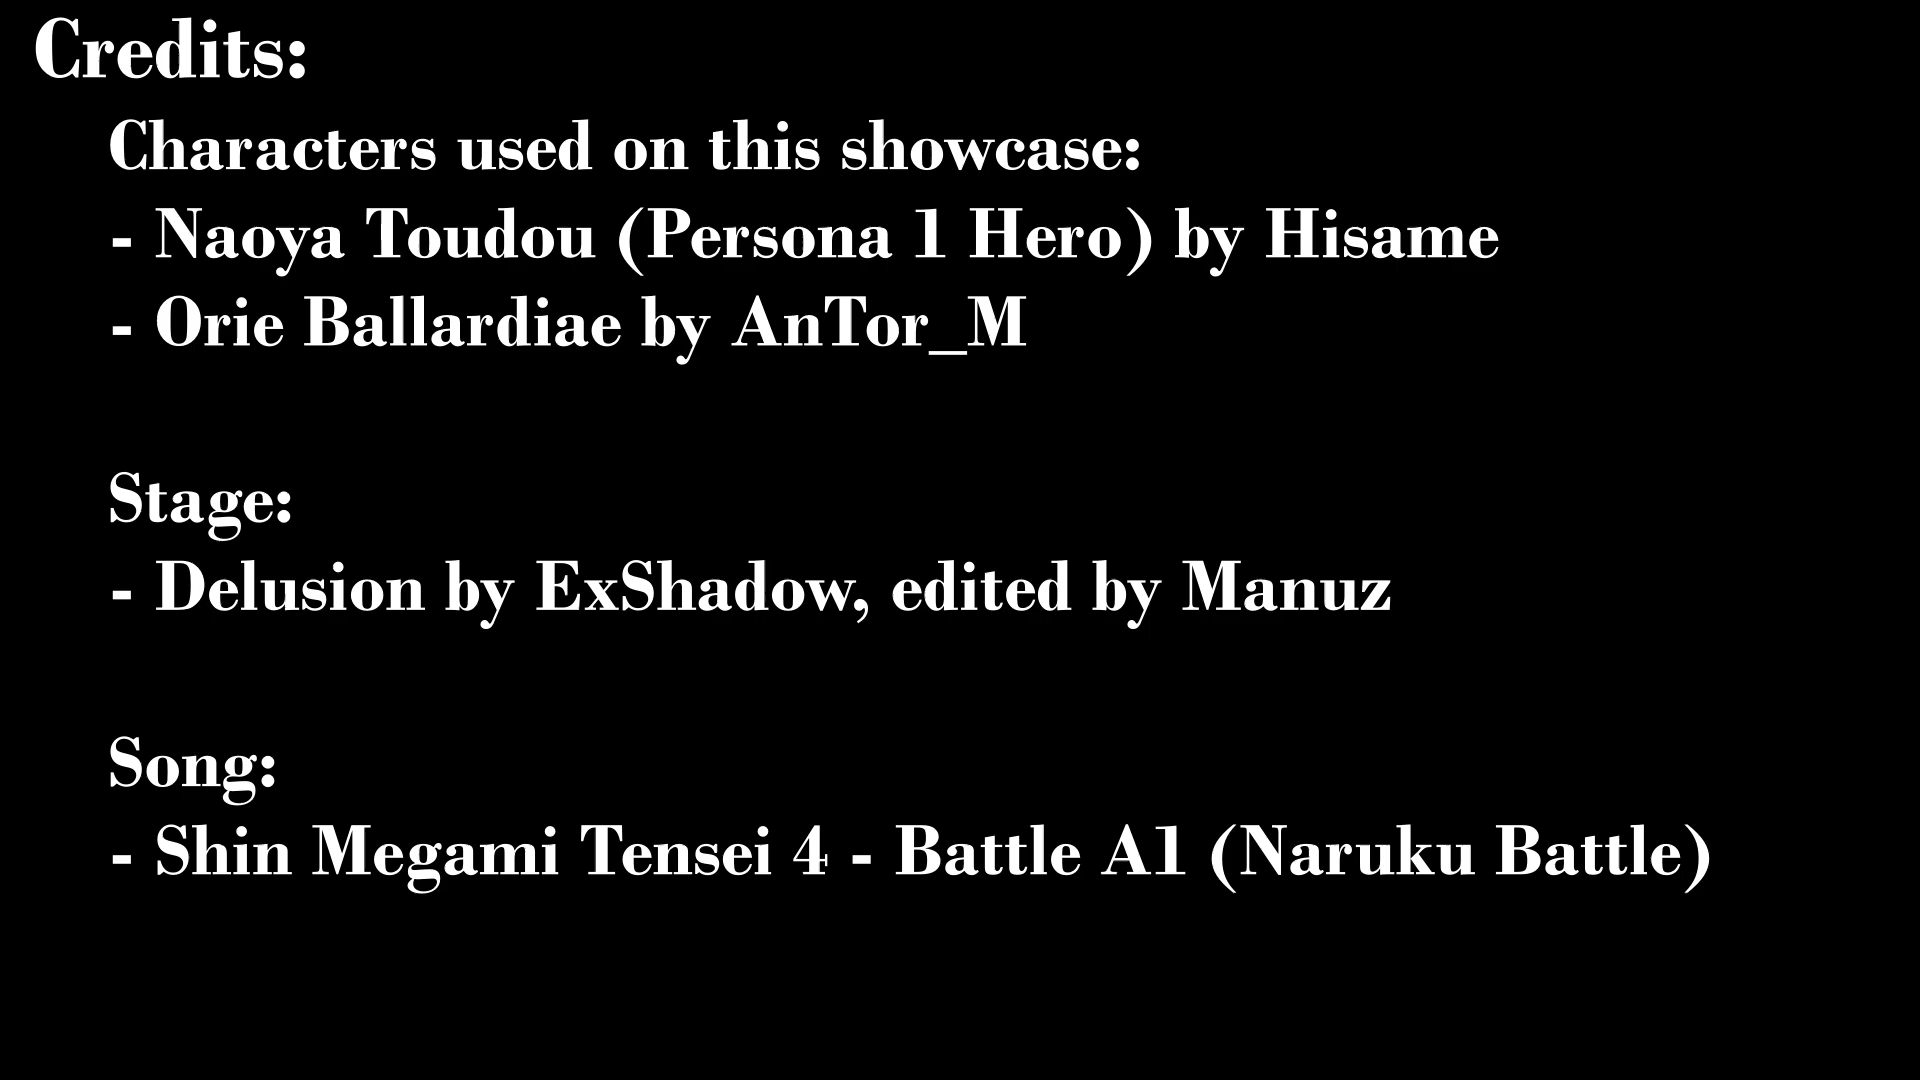 Credits:
Characters used on this showcase:
- Naoya Toudou (Persona 1 Hero) by Hisame
- Orie Ballardiae by AnTor_M
Stage:
- Delusion by ExShadow, edited by Manuz
Song:
- Shin Megami Tensei 4 - Battle A1 (Naruku Battle)